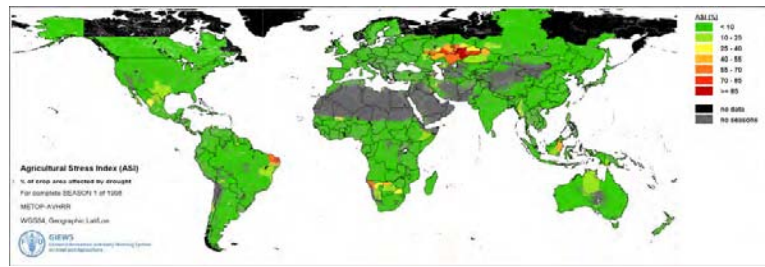 ASI (%)
< 10
10 - 25
25 - 40
40 - 55
55 - 70
70 - 85
>= 85
no data
no seasons
Agricultural Stress Index (ASI)
% of crop area affected by drought
For complete SEASON 1 of 1998
METOP-AVHRR
WGS84, Geographic Lat/Lon
GIEWS